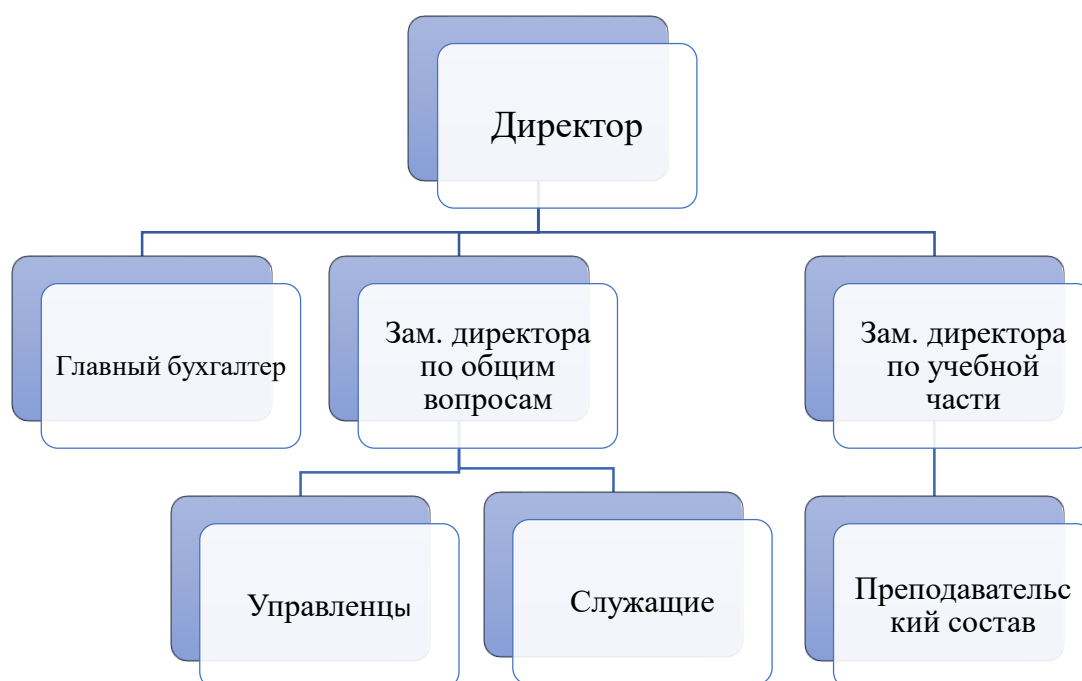 Директор
Главный бухгалтер
Зам. директора
по общим
вопросам
Зам. директора
по учебной
части
Управленцы
Служащие
Преподавательс
кий состав